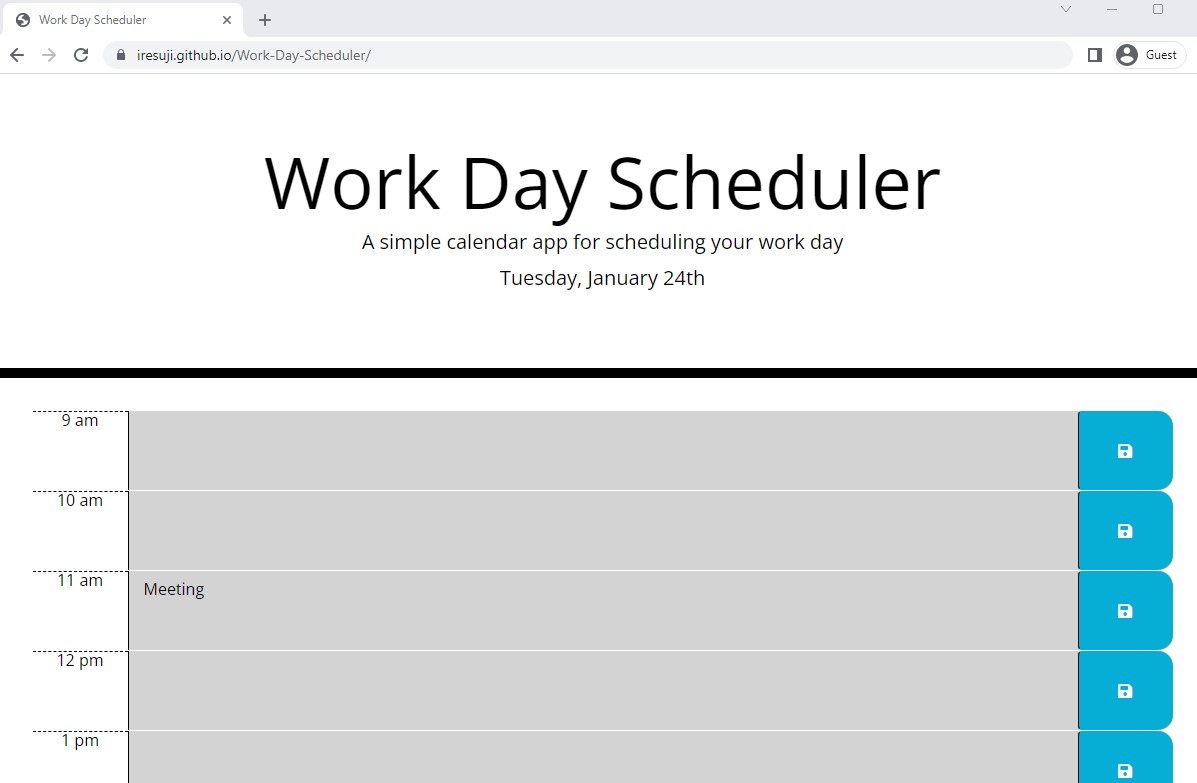 Work Day Scheduler
iresuji.github.io/Work-Day-Scheduler/
Guest
Work Day Scheduler
A simple calendar app for scheduling your work day
Tuesday, January 24th
9 am
10 am
11 am
Meeting
12 pm
1 pm